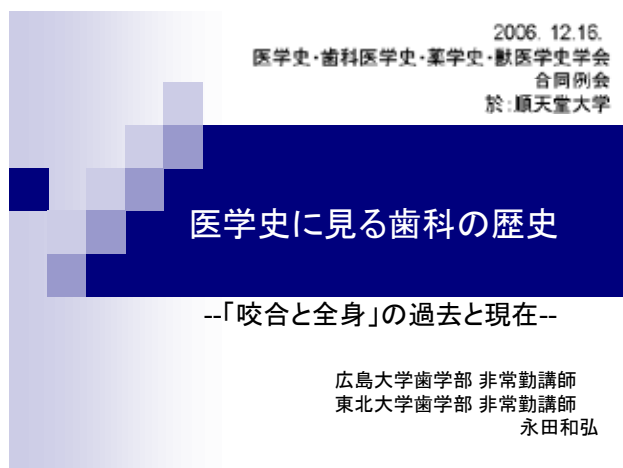 2006. 12.16.
医学史・歯科医学史・薬学史・獣医学史学会
合同例会
於:順天堂大学
医学史に見る歯科の歴史
--「咬合と全身」の過去と現在--
広島大学歯学部 非常勤講師
東北大学歯学部 非常勤講師
永田和弘